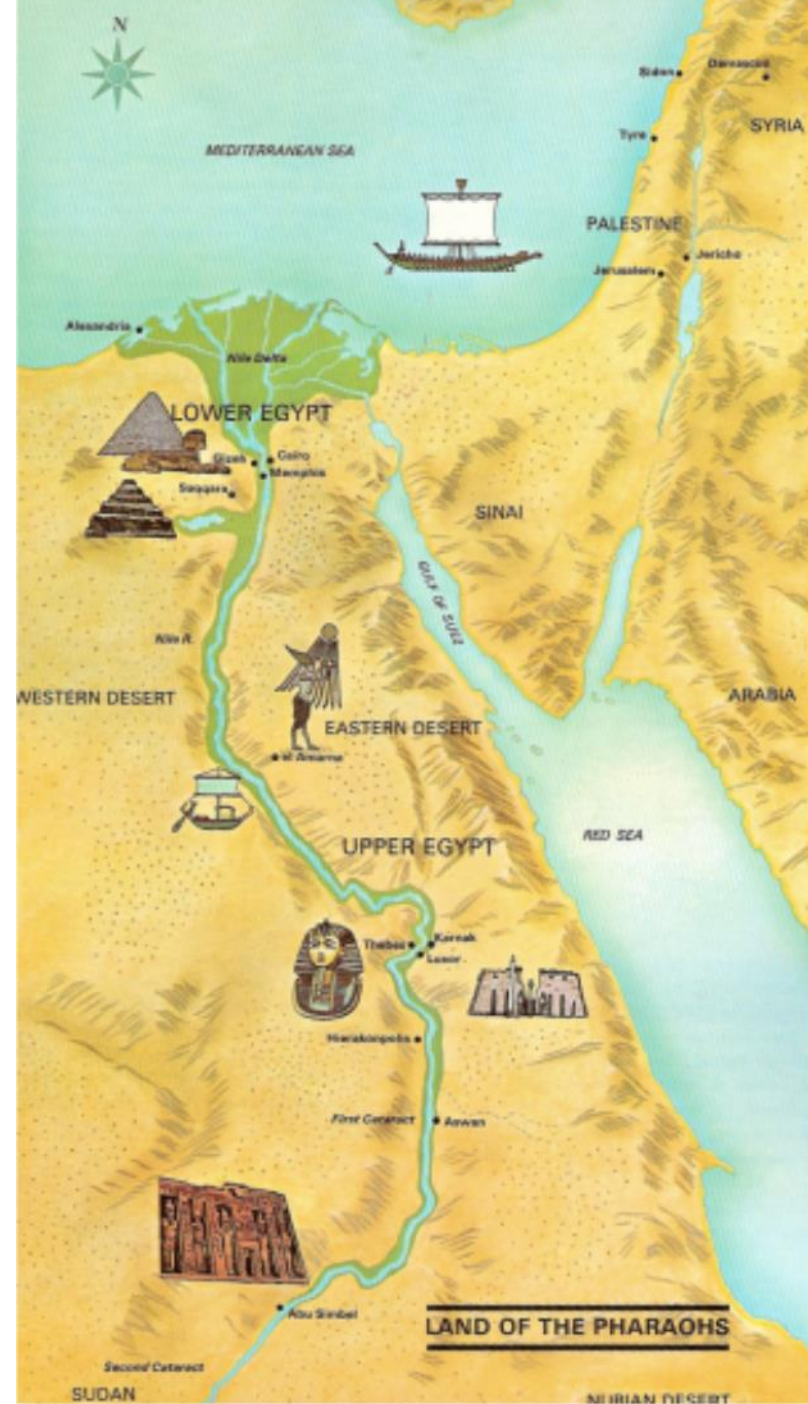 N
Sidon
Damascus
SYRIA
Tyre
MEDITERRANEAN SEA
PALESTINE
Jericho
Jerusalem
Alexandria
Nile Delta
LOWER EGYPT
Gizeh
Cairo
Memphis
Saqqara
SINAI
GULF OF SUEZ
Nile R.
WESTERN DESERT
ARABIA
EASTERN DESERT
el Amarna
RED SEA
UPPER EGYPT
Thebes
Karnak
Luxor
Hierakonpolis
First Cataract
Aswan
Abu Simbel
LAND OF THE PHARAOHS
Second Cataract
SUDAN
NUBIAN DESERT